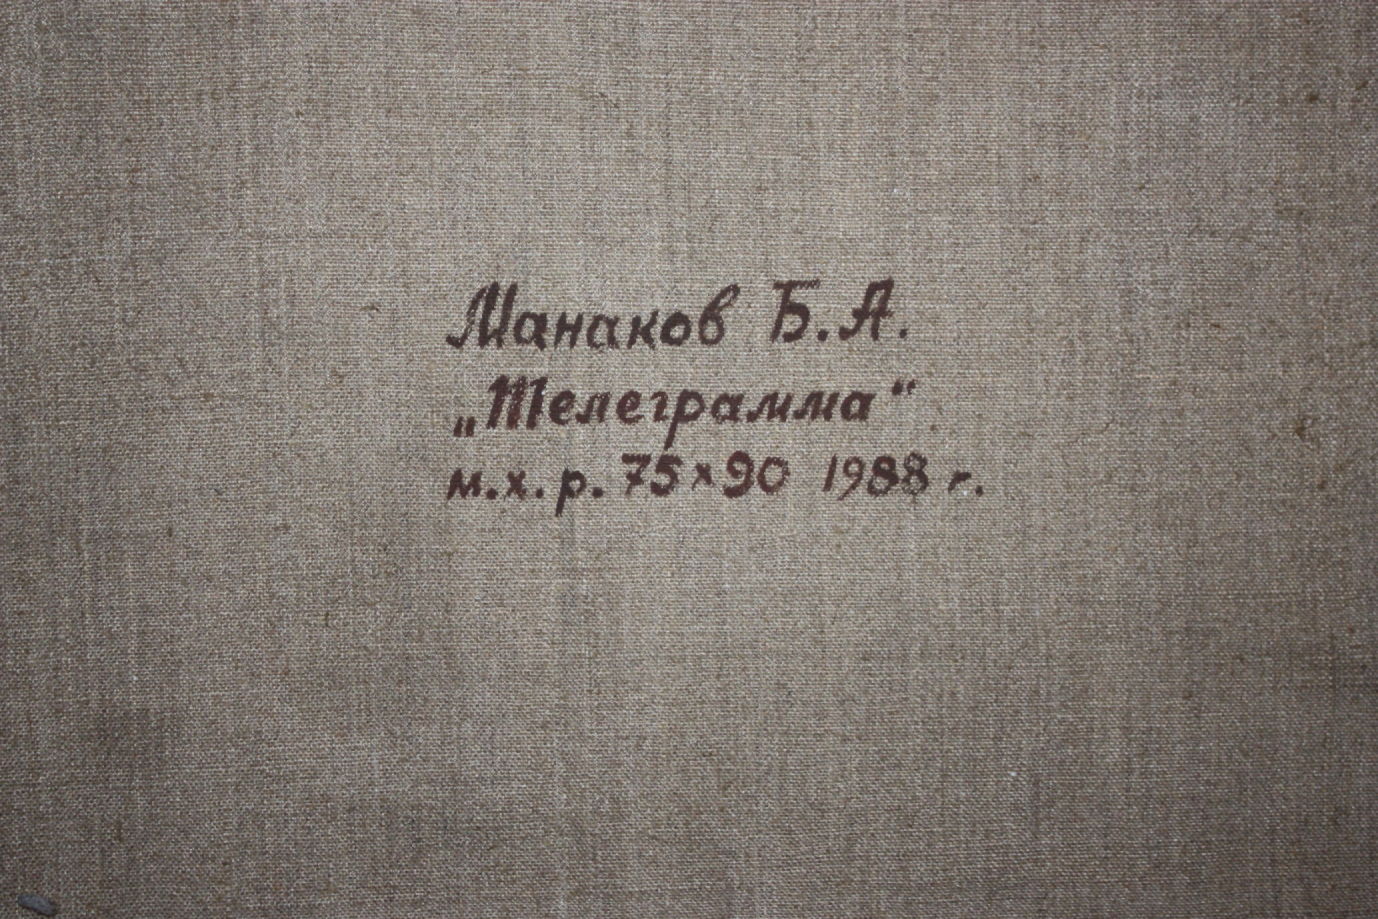 Манаков Б.А.
„Телеграмма“
м.х.р. 75×90 1988 г.